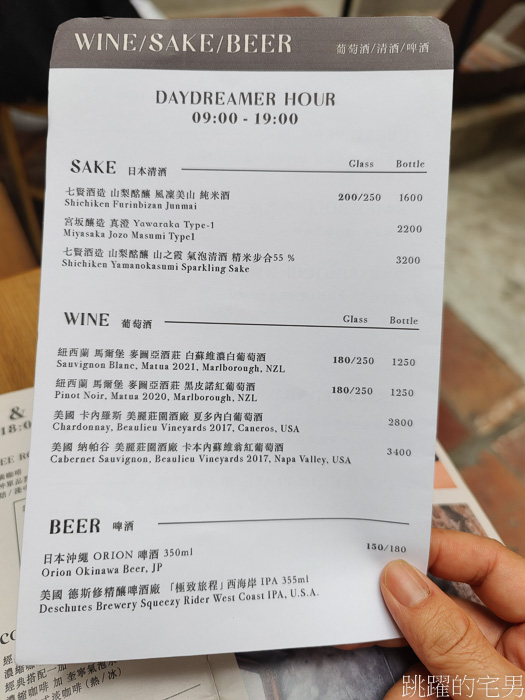 WINE/SAKE/BEER 葡萄酒/清酒/啤酒
DAYDREAMER HOUR
09:00 - 19:00
SAKE 日本清酒 Glass Bottle
七賢酒造 山梨酩釀 風凜美山 純米酒 200/250 1600
Shichiken Furinbizan Junmai
宮坂釀造 真澄 Yawaraka Type-1 2200
Miyasaka Jozo Masumi Type1
七賢酒造 山梨酩釀 山之霞 氣泡清酒 精米步合55 % 3200
Shichiken Yamanokasumi Sparkling Sake
WINE 葡萄酒 Glass Bottle
紐西蘭 馬爾堡 麥圖亞酒莊 白蘇維濃白葡萄酒 180/250 1250
Sauvignon Blanc, Matua 2021, Marlborough, NZL
紐西蘭 馬爾堡 麥圖亞酒莊 黑皮諾紅葡萄酒 180/250 1250
Pinot Noir, Matua 2020, Marlborough, NZL
美國 卡內羅斯 美麗莊園酒廠 夏多內白葡萄酒 2800
Chardonnay, Beaulieu Vineyards 2017, Caneros, USA
美國 納帕谷 美麗莊園酒廠 卡本內蘇維翁紅葡萄酒 3400
Cabernet Sauvignon, Beaulieu Vineyards 2017, Napa Valley, USA
BEER 啤酒
日本沖繩 ORION 啤酒 350ml 150/180
Orion Okinawa Beer, JP
美國 德斯修精釀啤酒廠 「極致旅程」西海岸 IPA 355ml
Deschutes Brewery Squeezy Rider West Coast IPA, U.S.A.
&
濃縮咖啡 加 奎寧氣泡水
跳躍的宅男